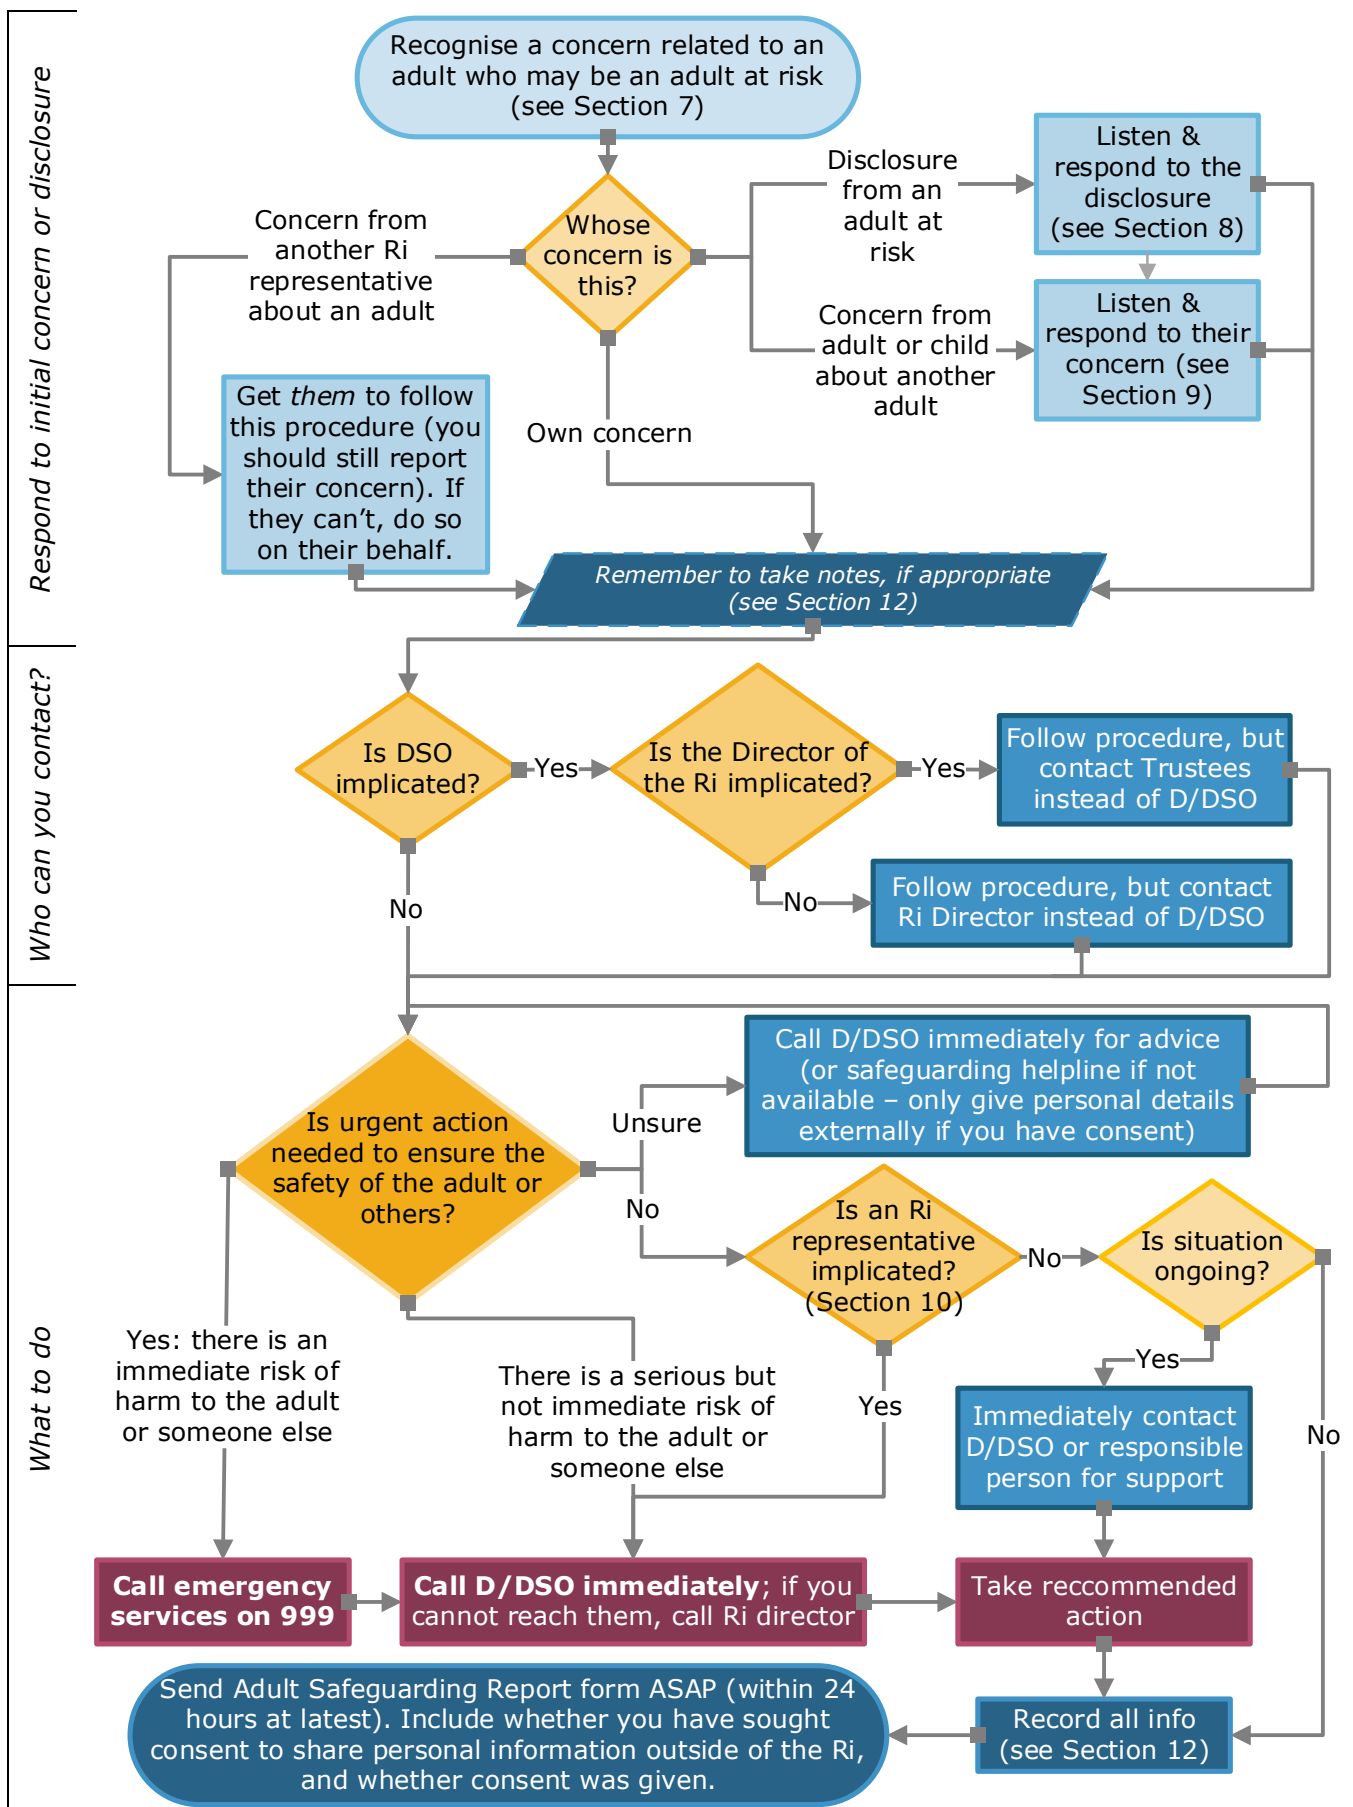 Respond to initial concern or disclosure
Recognise a concern related to an
adult who may be an adult at risk
(see Section 7)
Whose
concern is
this?
Concern from
another Ri
representative
about an adult
Disclosure
from an
adult at
risk
Listen &
respond to the
disclosure
(see Section 8)
Concern from
adult or child
about another
adult
Listen &
respond to their
concern (see
Section 9)
Get them to follow
this procedure (you
should still report
their concern). If
they can’t, do so
on their behalf.
Own concern
Remember to take notes, if appropriate
(see Section 12)
Who can you contact?
Is DSO
implicated?
Yes
Is the Director of
the Ri implicated?
Yes
Follow procedure, but
contact Trustees
instead of D/DSO
No
No
Follow procedure, but contact
Ri Director instead of D/DSO
What to do
Is urgent action
needed to ensure the
safety of the adult or
others?
Unsure
Call D/DSO immediately for advice
(or safeguarding helpline if not
available – only give personal details
externally if you have consent)
No
Is an Ri
representative
implicated?
(Section 10)
No
Is situation
ongoing?
Yes: there is an
immediate risk of
harm to the adult
or someone else
There is a serious but
not immediate risk of
harm to the adult or
someone else
Yes
Yes
No
Immediately contact
D/DSO or responsible
person for support
Call emergency
services on 999
Call D/DSO immediately; if you
cannot reach them, call Ri director
Take reccommended
action
Send Adult Safeguarding Report form ASAP (within 24
hours at latest). Include whether you have sought
consent to share personal information outside of the Ri,
and whether consent was given.
Record all info
(see Section 12)